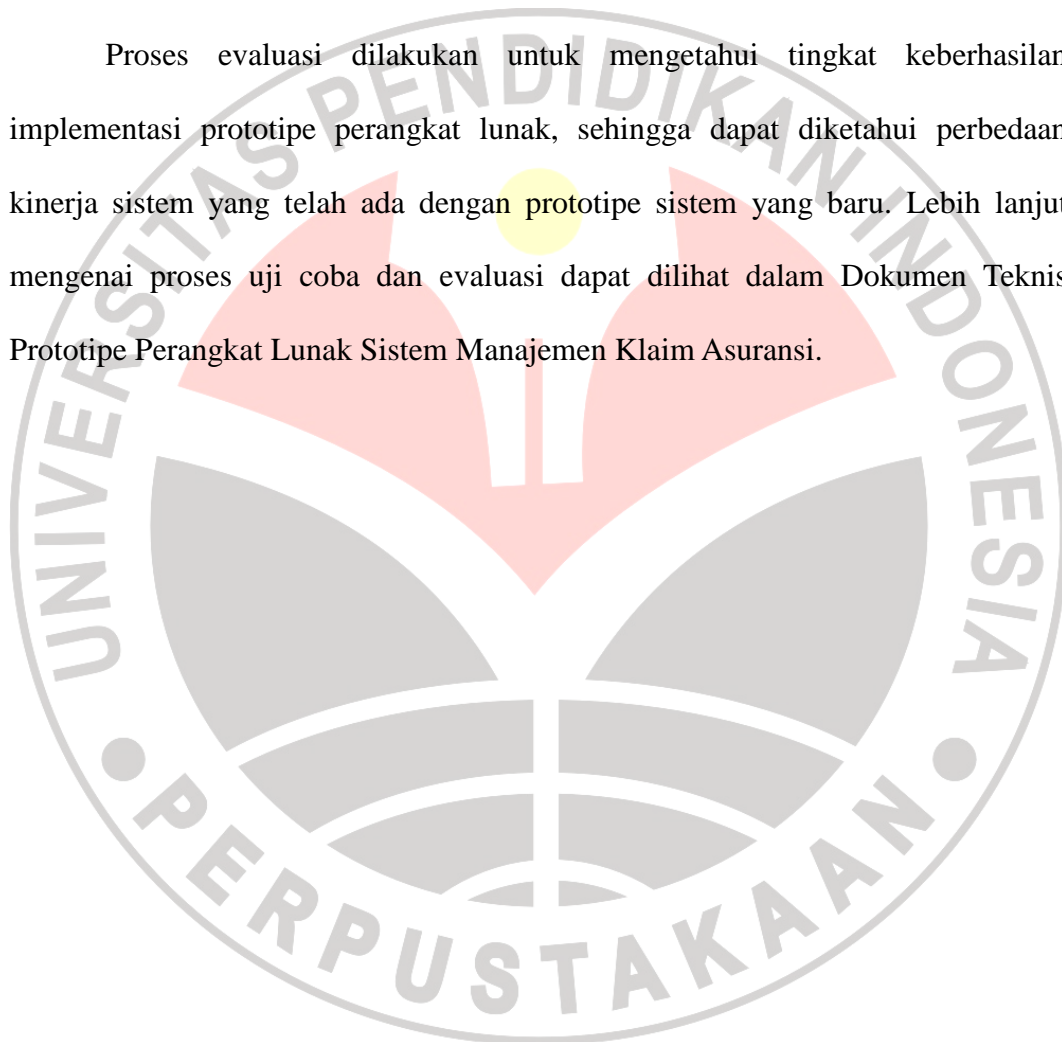 Proses evaluasi dilakukan untuk mengetahui tingkat keberhasilan
implementasi prototipe perangkat lunak, sehingga dapat diketahui perbedaan
kinerja sistem yang telah ada dengan prototipe sistem yang baru. Lebih lanjut
mengenai proses uji coba dan evaluasi dapat dilihat dalam Dokumen Teknis
Prototipe Perangkat Lunak Sistem Manajemen Klaim Asuransi.
UNIVERSITAS PENDIDIKAN INDONESIA
PERPUSTAKAAN